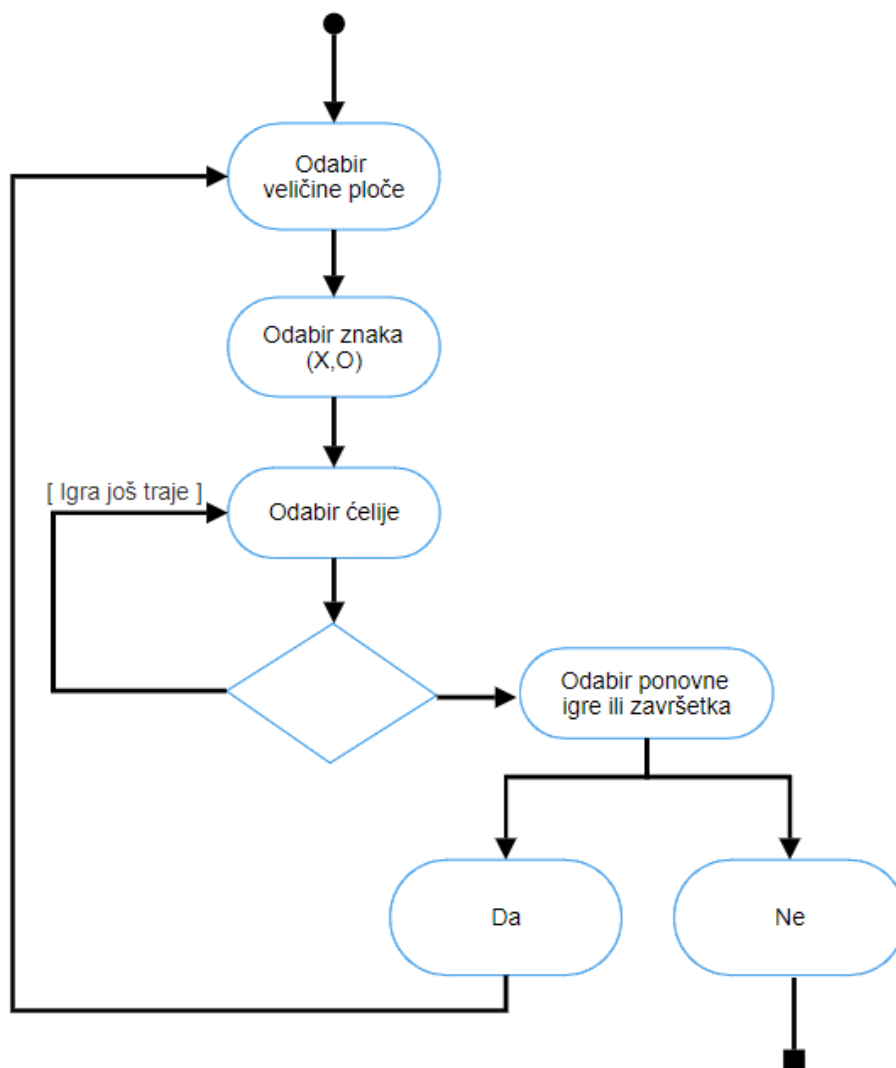 Odabir
veličine ploče
Odabir znaka
(X,O)
[ Igra još traje ]
Odabir ćelije
Odabir ponovne
igre ili završetka
Da
Ne